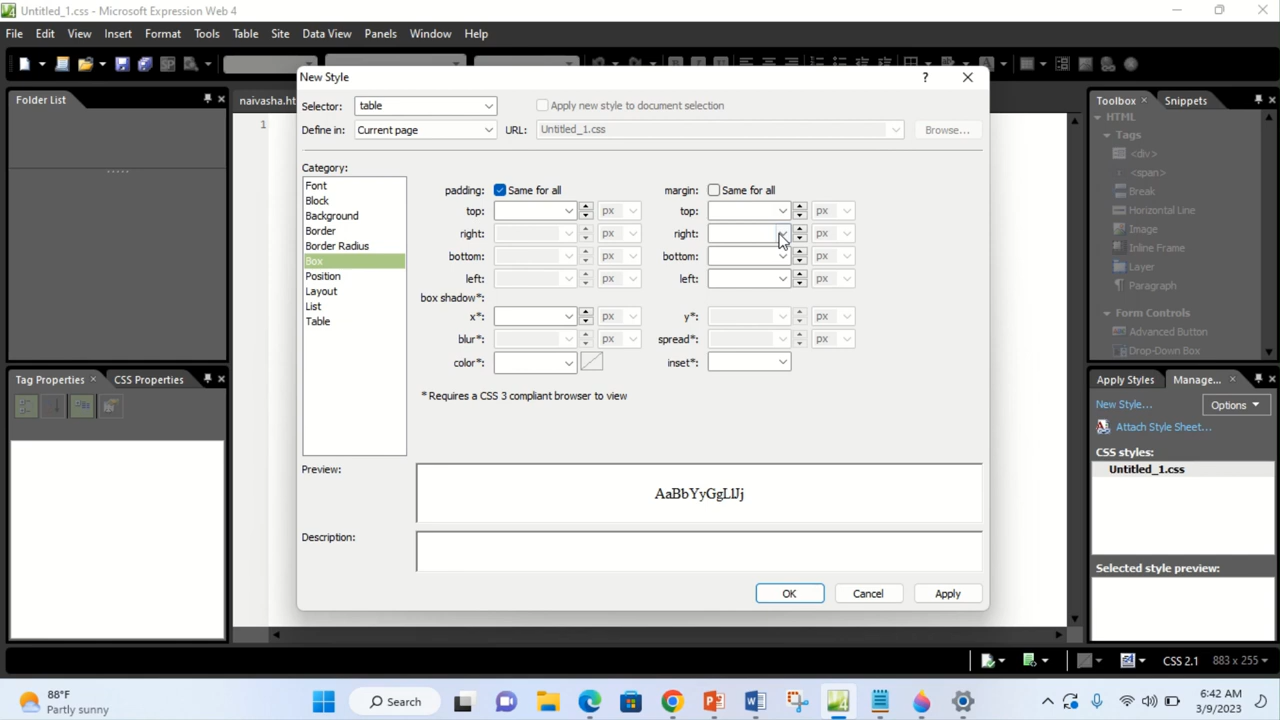 Untitled_1.css - Microsoft Expression Web 4
File Edit View Insert Format Tools Table Site Data View Panels Window Help
New Style
Folder List
naivasha.ht
1
Selector: table
Apply new style to document selection
Define in: Current page URL: Untitled_1.css Browse...
Category:
Font
Block
Background
Border
Border Radius
Box
Position
Layout
List
Table
padding: Same for all margin: Same for all
top: px top: px
right: px right: px
bottom: px bottom: px
left: px left: px
box shadow*:
x*: px y*: px
blur*: px spread*: px
color*: inset*:
* Requires a CSS 3 compliant browser to view
Preview:
AaBbYyGgLlJj
Description:
OK Cancel Apply
Toolbox Snippets
HTML
Tags
<div>
<span>
Break
Horizontal Line
Image
Inline Frame
Layer
Paragraph
Form Controls
Advanced Button
Drop-Down Box
Tag Properties CSS Properties
Apply Styles Manage...
New Style... Options
Attach Style Sheet...
CSS styles:
Untitled_1.css
Selected style preview:
CSS 2.1 883 x 255
88°F
Partly sunny
Search
6:42 AM
3/9/2023